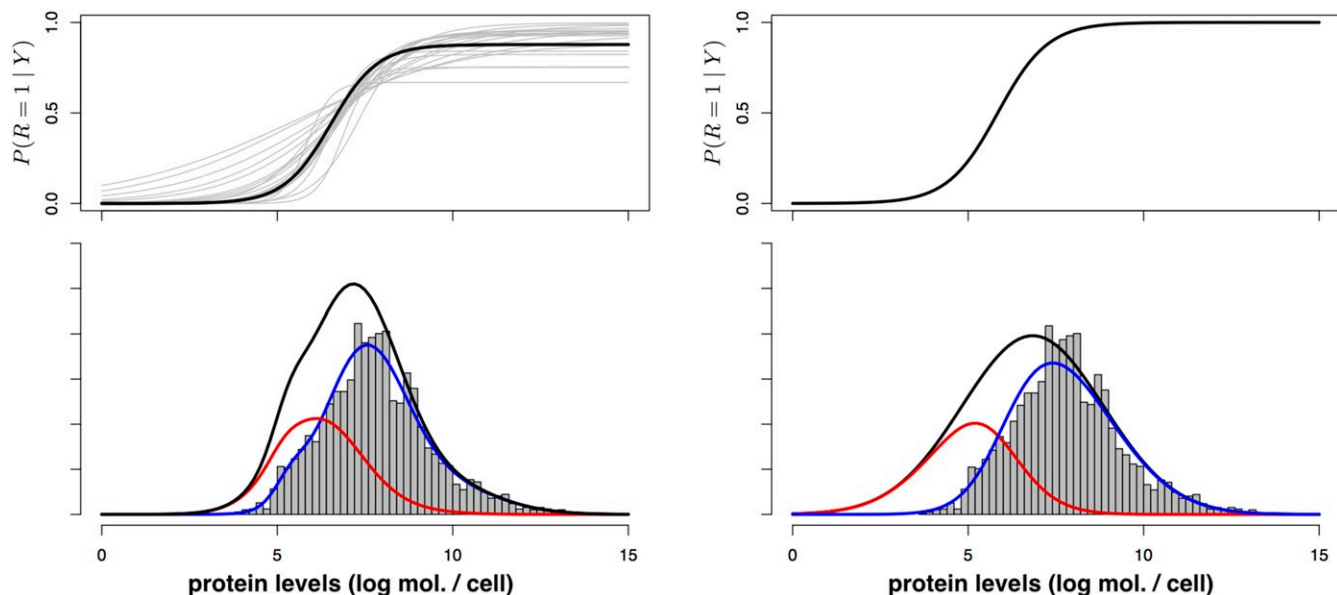 P(R = 1 | Y)
1.0
0.5
0.0
P(R = 1 | Y)
1.0
0.5
0.0
0 5 10 15
protein levels (log mol. / cell)
0 5 10 15
protein levels (log mol. / cell)